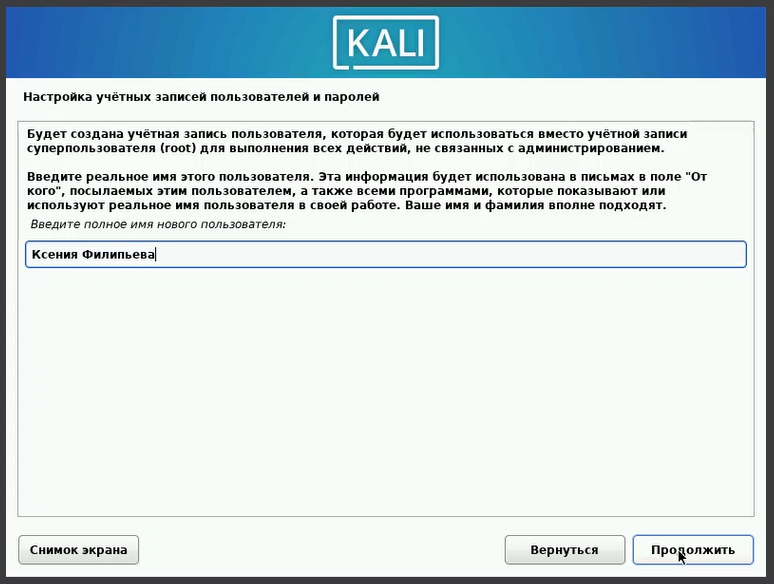 KALI
Настройка учётных записей пользователей и паролей
Будет создана учётная запись пользователя, которая будет использоваться вместо учётной записи
суперпользователя (root) для выполнения всех действий, не связанных с администрированием.
Введите реальное имя этого пользователя. Эта информация будет использована в письмах в поле "От
кого", посылаемых этим пользователем, а также всеми программами, которые показывают или
используют реальное имя пользователя в своей работе. Ваше имя и фамилия вполне подходят.
Введите полное имя нового пользователя:
Ксения Филипьева
Снимок экрана
Вернуться
Продолжить